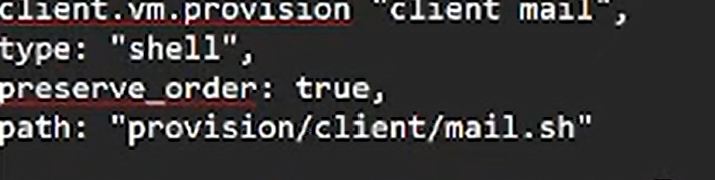 client.vm.provision "client mail",
type: "shell",
preserve_order: true,
path: "provision/client/mail.sh"